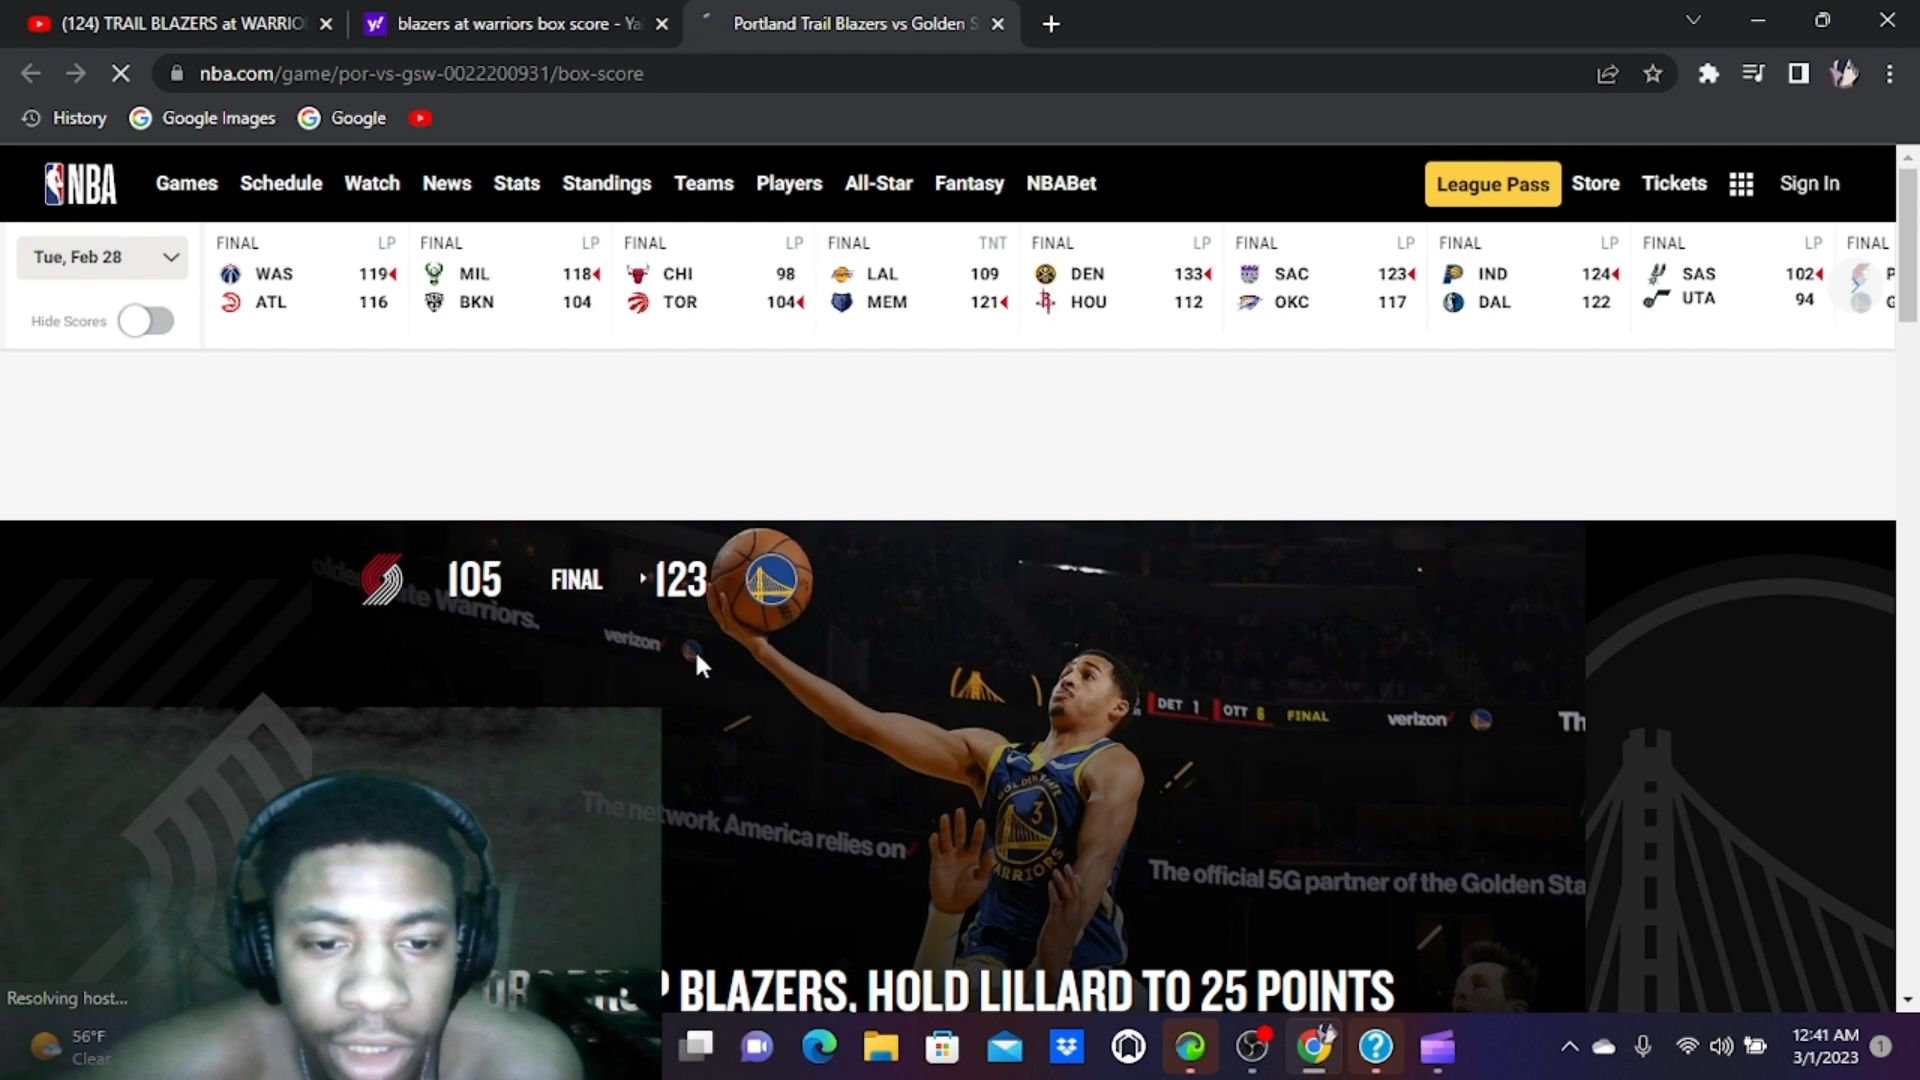 (124) TRAIL BLAZERS at WARRIO
blazers at warriors box score - Ya
Portland Trail Blazers vs Golden S
nba.com/game/por-vs-gsw-0022200931/box-score
History Google Images Google
NBA Games Schedule Watch News Stats Standings Teams Players All-Star Fantasy NBABet League Pass Store Tickets Sign In
Tue, Feb 28
Hide Scores
FINAL LP
WAS 119
ATL 116
FINAL LP
MIL 118
BKN 104
FINAL LP
CHI 98
TOR 104
FINAL TNT
LAL 109
MEM 121
FINAL LP
DEN 133
HOU 112
FINAL LP
SAC 123
OKC 117
FINAL LP
IND 124
DAL 122
FINAL LP
SAS 102
UTA 94
FINAL
P
G
105 FINAL 123
Warriors.
verizon
DET 1 OTT 6 FINAL verizon Th
The network America relies on
The official 5G partner of the Golden Sta
3
WARRIORS
BLAZERS, HOLD LILLARD TO 25 POINTS
Resolving host...
56°F
Clear
12:41 AM
3/1/2023
1